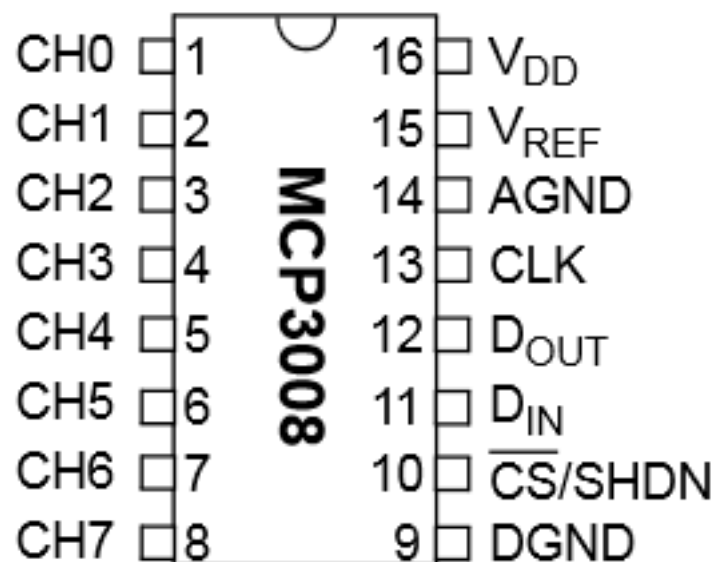 CH0 1 16 VDD
CH1 2 15 VREF
CH2 3 14 AGND
CH3 4 13 CLK
CH4 5 12 DOUT
CH5 6 11 DIN
CH6 7 10 CS/SHDN
CH7 8 9 DGND
MCP3008